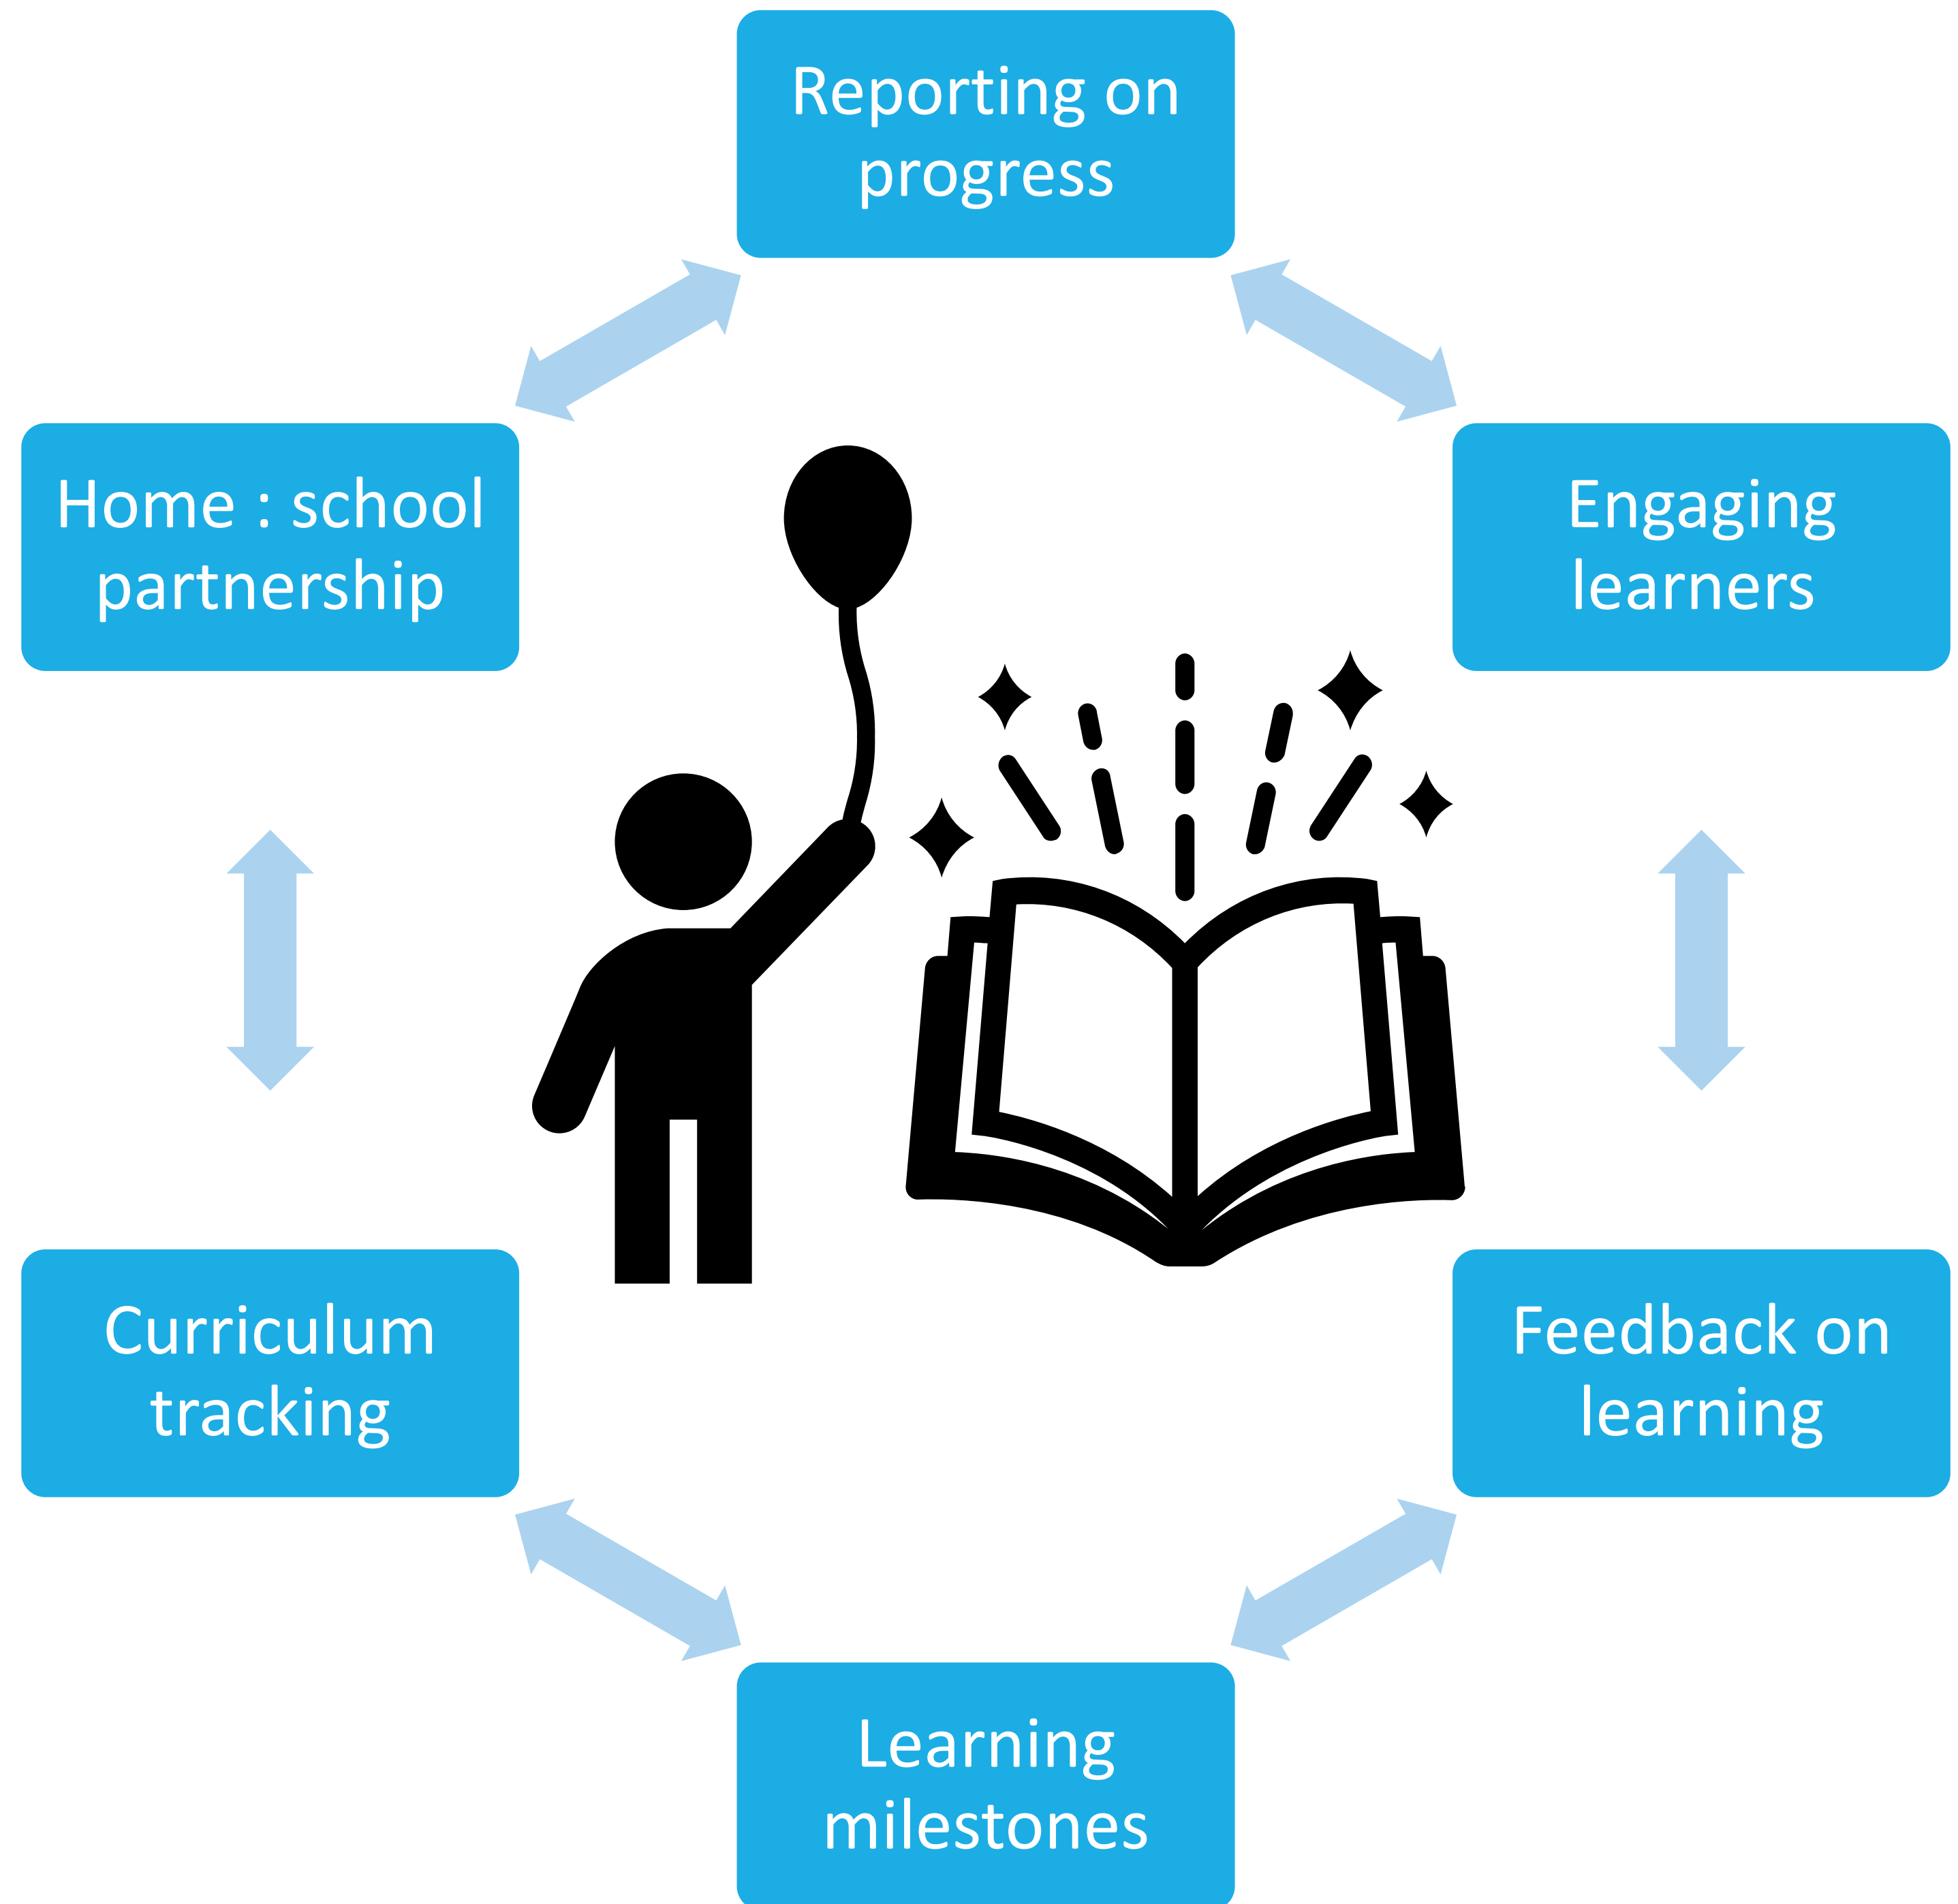 Reporting on
progress
Home : school
partnership
Engaging
learners
Curriculum
tracking
Feedback on
learning
Learning
milestones